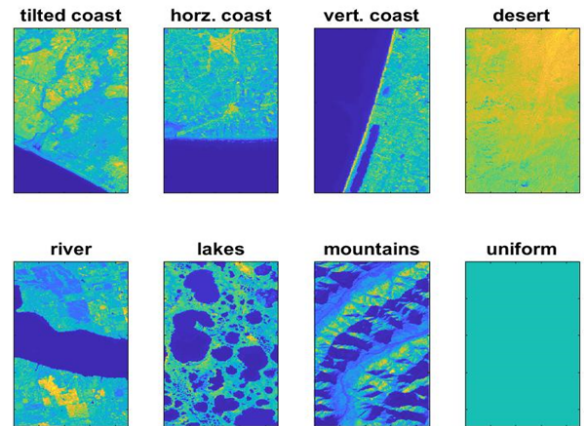 tilted coast
horz. coast
vert. coast
desert
river
lakes
mountains
uniform